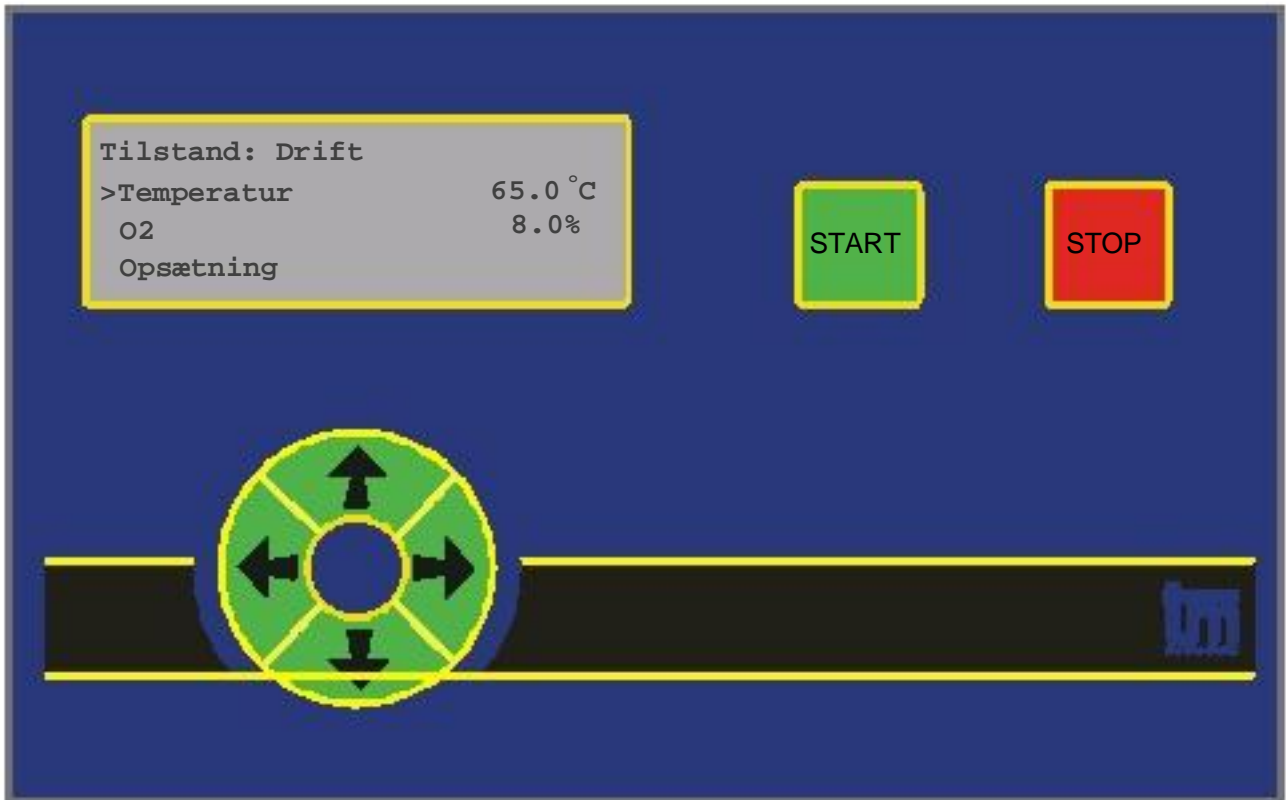 Tilstand: Drift
>Temperatur 65.0 °C
O2 8.0%
Opsætning
START
STOP